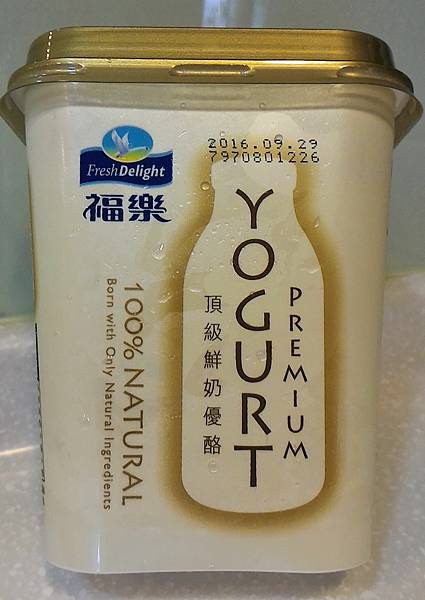 2016.09.29
7970801226
FreshDelight
福樂
YOGURT
PREMIUM
頂級鮮奶優酪
100% NATURAL
Born with Only Natural Ingredients